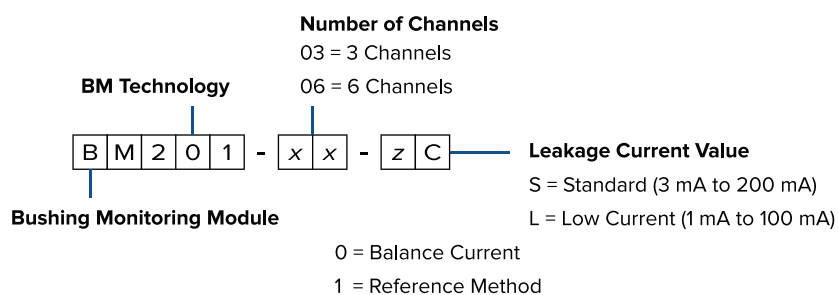 Number of Channels
03 = 3 Channels
06 = 6 Channels
BM Technology
B M 2 0 1 - x x - z C
Leakage Current Value
S = Standard (3 mA to 200 mA)
L = Low Current (1 mA to 100 mA)
Bushing Monitoring Module
0 = Balance Current
1 = Reference Method